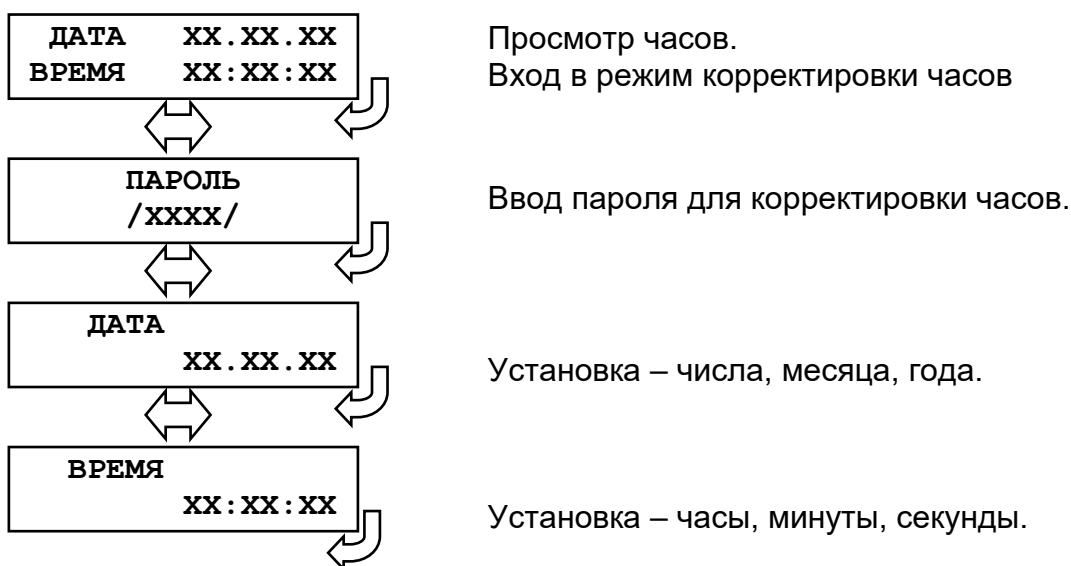 ДАТА XX.XX.XX
ВРЕМЯ XX:XX:XX
Просмотр часов.
Вход в режим корректировки часов
ПАРОЛЬ
/XXXX/
Ввод пароля для корректировки часов.
ДАТА
XX.XX.XX
Установка – числа, месяца, года.
ВРЕМЯ
XX:XX:XX
Установка – часы, минуты, секунды.